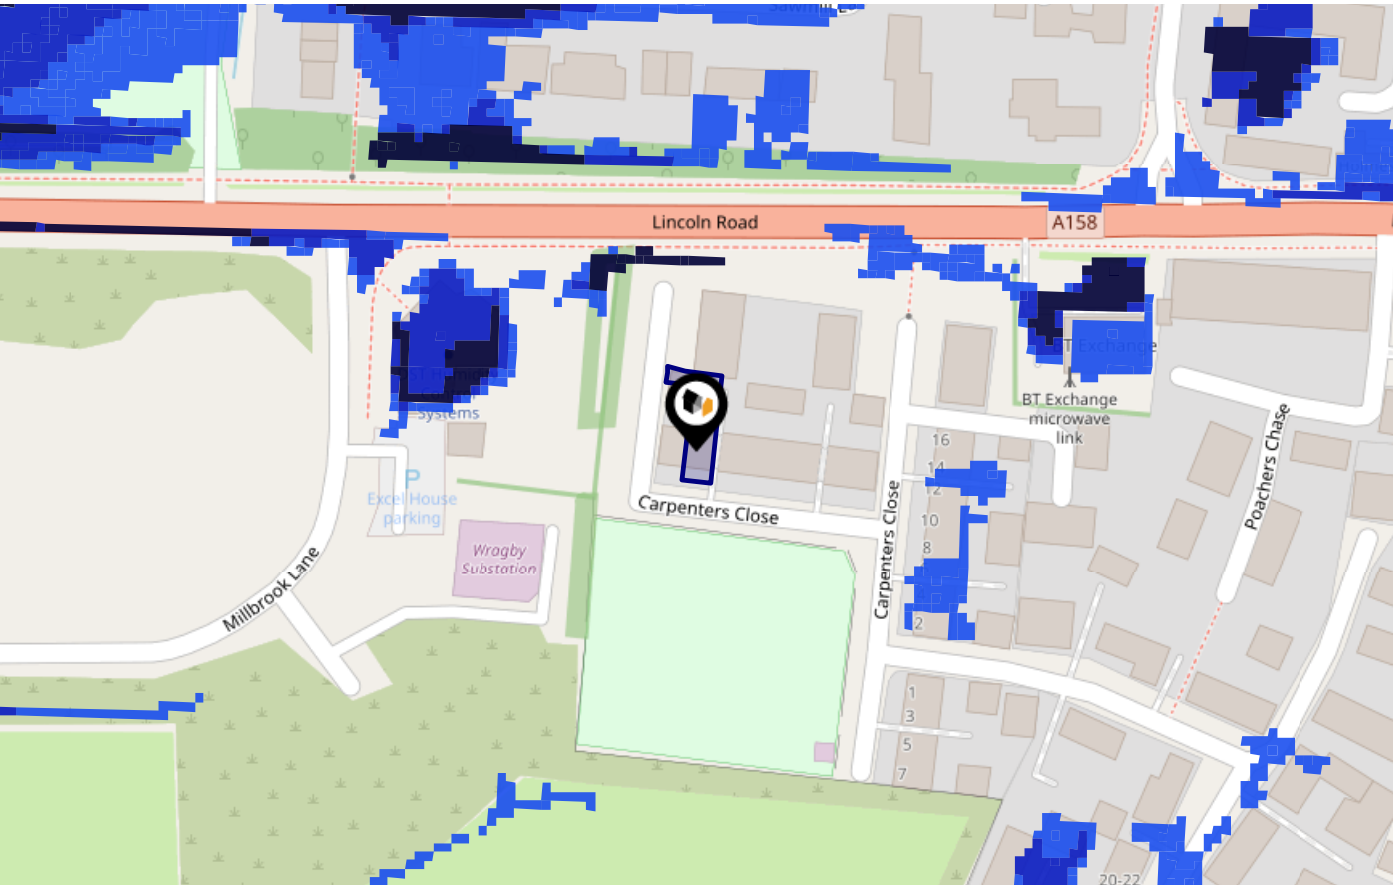 Lincoln Road
A158
BT Exchange
BT Exchange
microwave
link
Systems
P
Excel House
parking
Wragby
Substation
Millbrook Lane
Carpenters Close
Carpenters Close
Poachers Chase
16
14
12
10
8
2
1
3
5
7
20-22